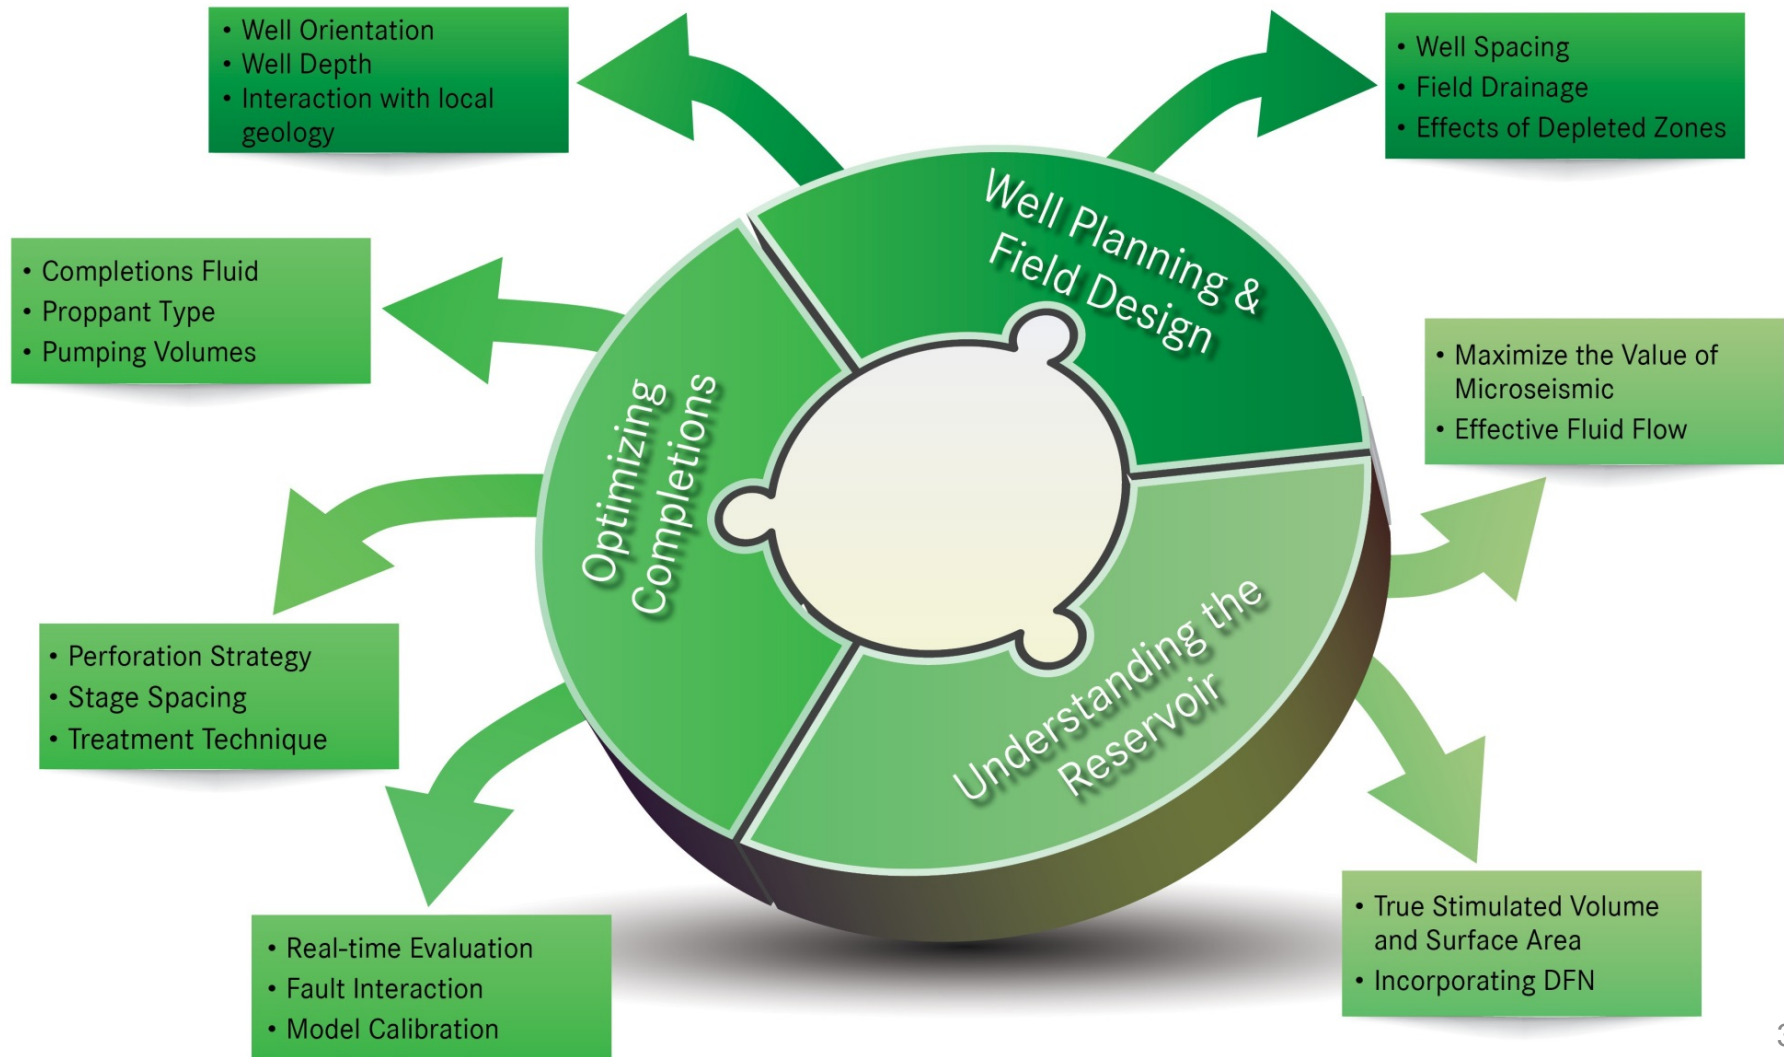 • Well Orientation
• Well Depth
• Interaction with local
geology
• Well Spacing
• Field Drainage
• Effects of Depleted Zones
Well Planning &
Field Design
• Completions Fluid
• Proppant Type
• Pumping Volumes
• Maximize the Value of
Microseismic
• Effective Fluid Flow
Optimizing
Completions
Understanding the
Reservoir
• Perforation Strategy
• Stage Spacing
• Treatment Technique
• True Stimulated Volume
and Surface Area
• Incorporating DFN
• Real-time Evaluation
• Fault Interaction
• Model Calibration